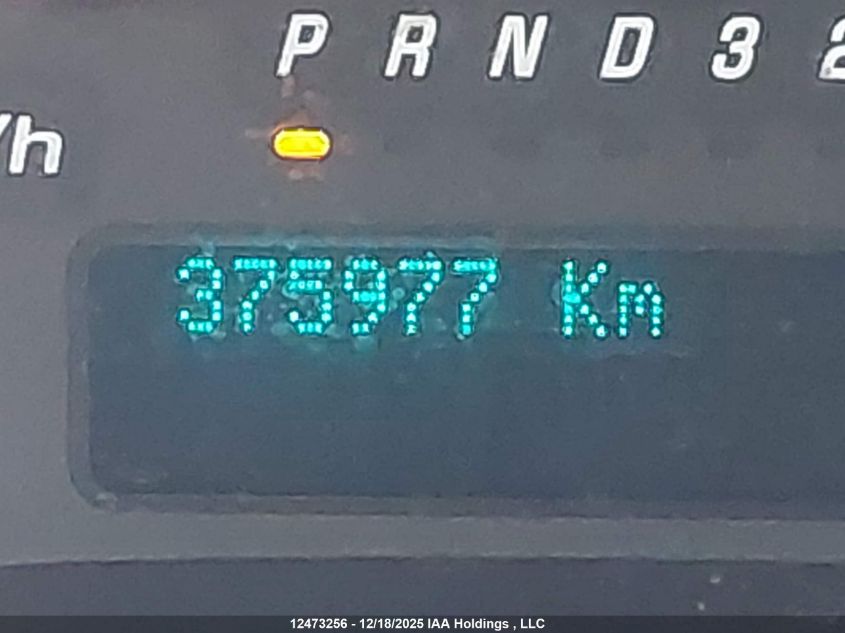 P R N D 3 2
/h
375977 Km
12473256 - 12/18/2025 IAA Holdings , LLC